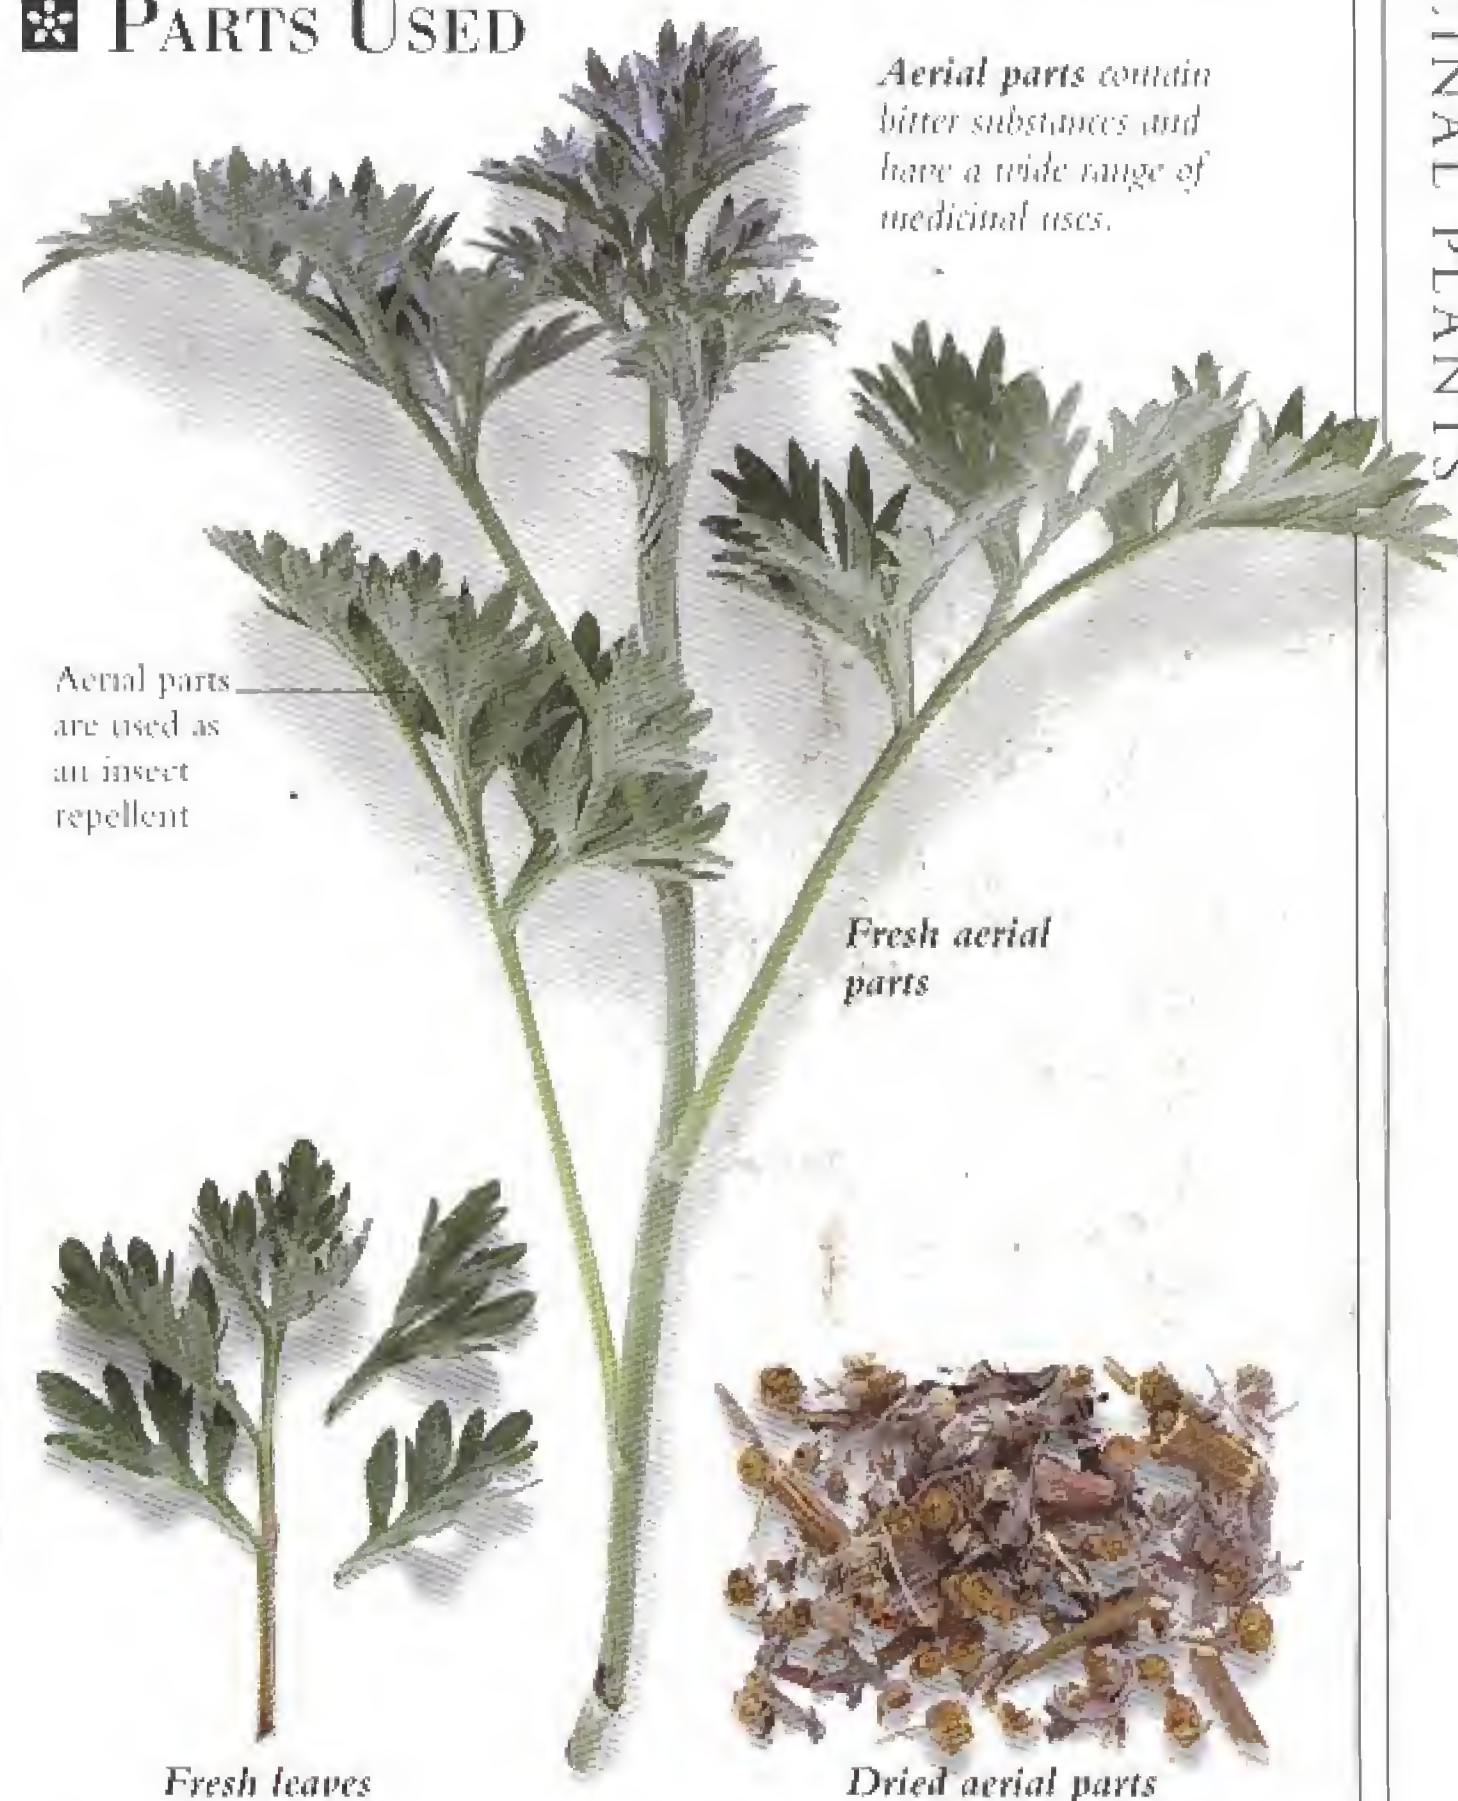 PARTS USED
Aerial parts contain
bitter substances and
have a wide range of
medicinal uses.
Aerial parts
are used as
an insect
repellent
Fresh aerial
parts
Fresh leaves
Dried aerial parts
PLANTS